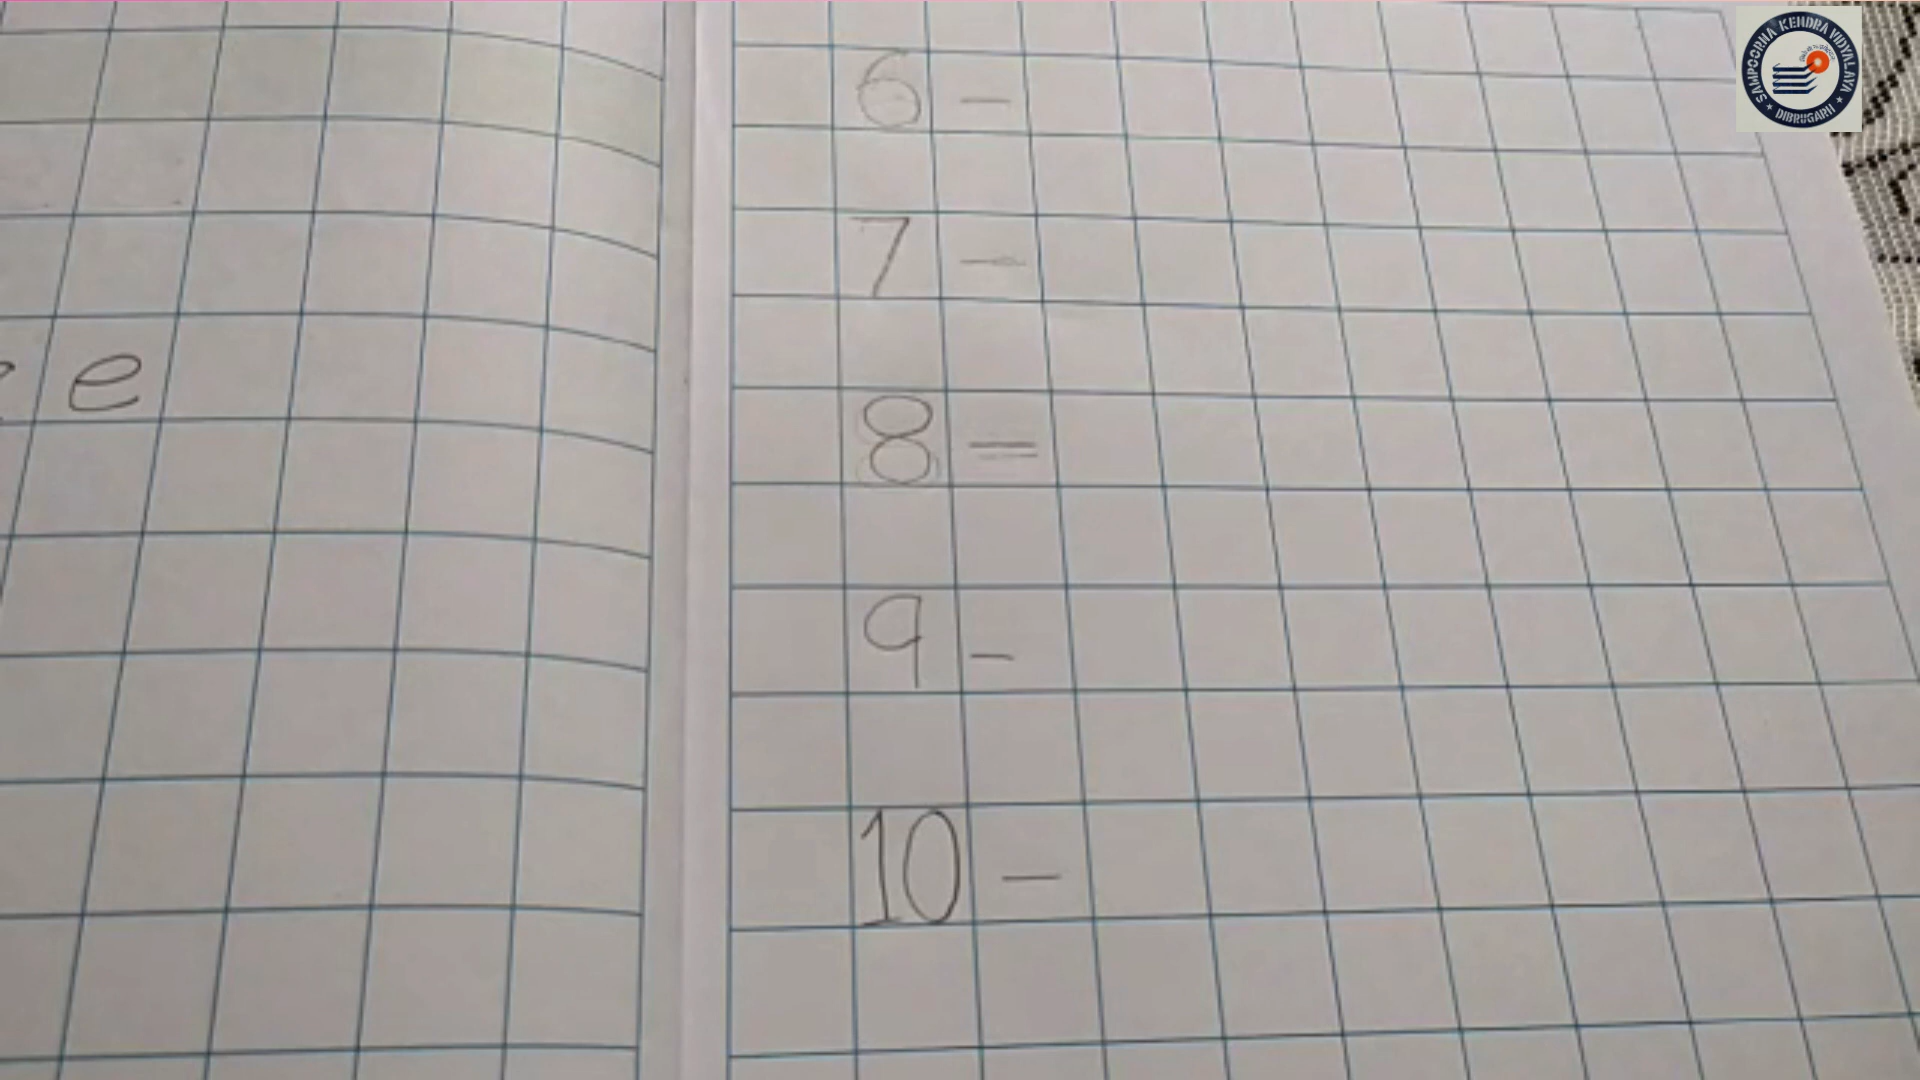 SAMPOORNA KENDRA VIDYALAYA
DIBRUGARH
e
6 –
7 –
8 =
9 –
10 –